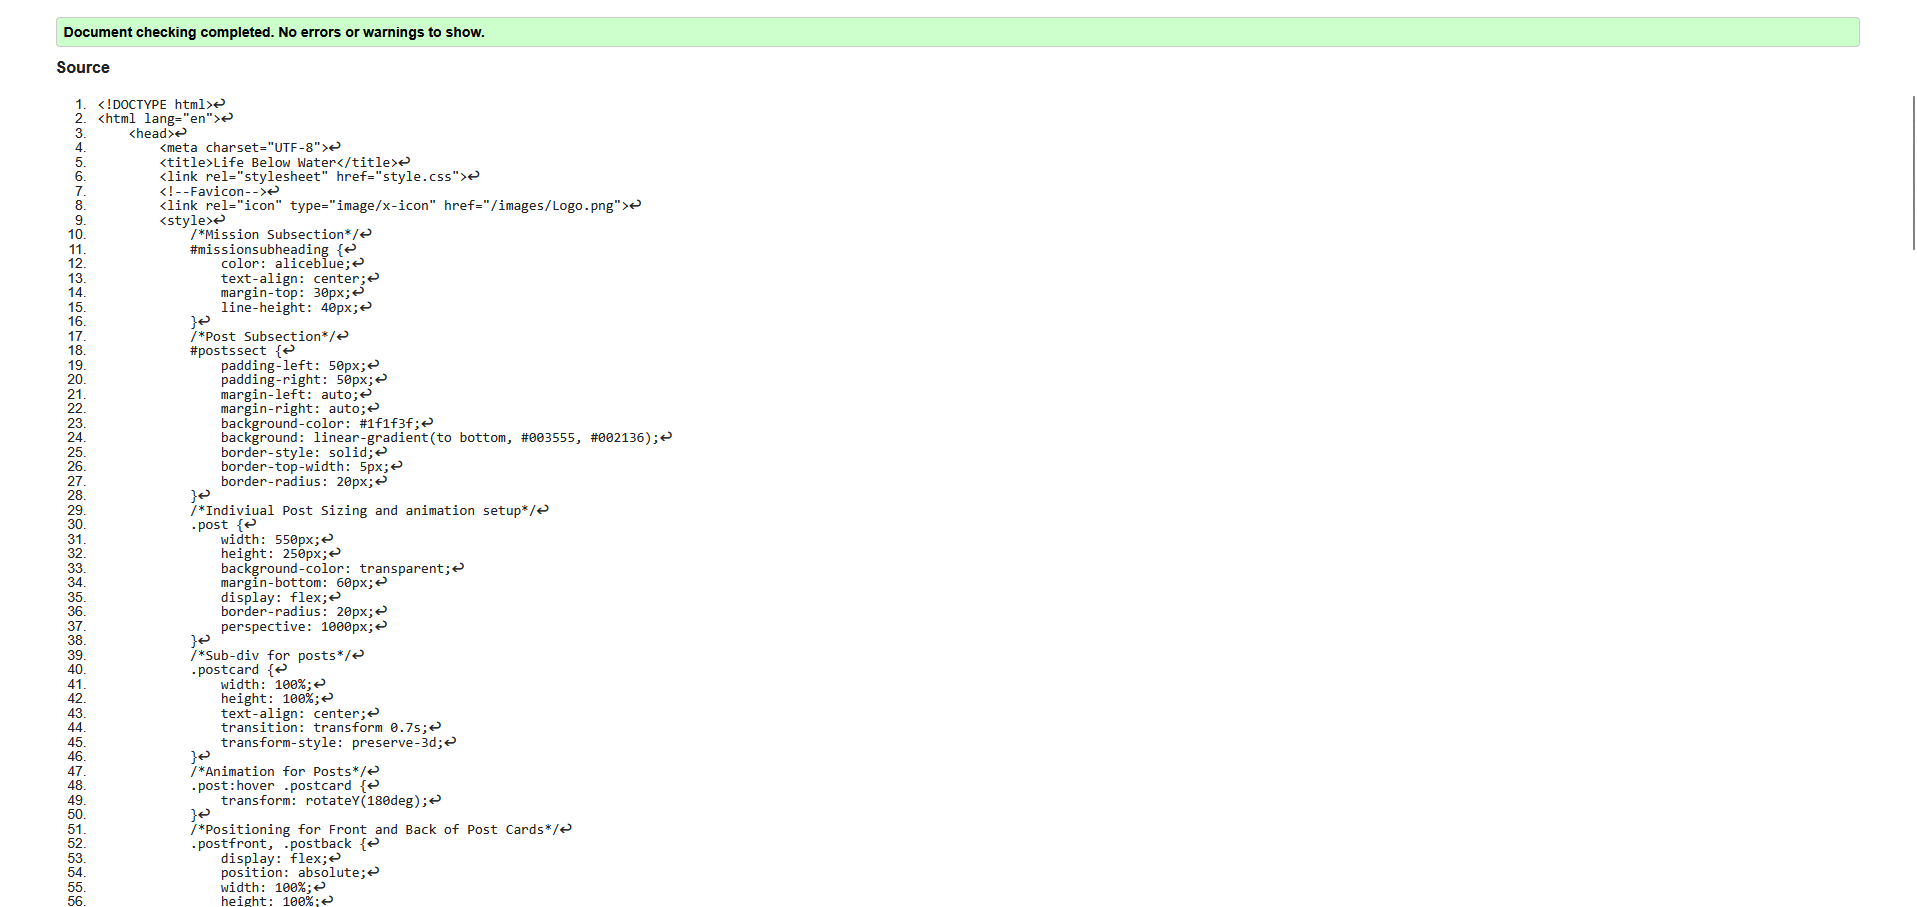 Document checking completed. No errors or warnings to show.
Source
1. <!DOCTYPE html>↩
2. <html lang="en">↩
3.     <head>↩
4.         <meta charset="UTF-8">↩
5.         <title>Life Below Water</title>↩
6.         <link rel="stylesheet" href="style.css">↩
7.         <!--Favicon-->↩
8.         <link rel="icon" type="image/x-icon" href="/images/Logo.png">↩
9.         <style>↩
10.             /*Mission Subsection*/↩
11.             #missionsubheading {↩
12.                 color: aliceblue;↩
13.                 text-align: center;↩
14.                 margin-top: 30px;↩
15.                 line-height: 40px;↩
16.             }↩
17.             /*Post Subsection*/↩
18.             #postssect {↩
19.                 padding-left: 50px;↩
20.                 padding-right: 50px;↩
21.                 margin-left: auto;↩
22.                 margin-right: auto;↩
23.                 background-color: #1f1f3f;↩
24.                 background: linear-gradient(to bottom, #003555, #002136);↩
25.                 border-style: solid;↩
26.                 border-top-width: 5px;↩
27.                 border-radius: 20px;↩
28.             }↩
29.             /*Indiviual Post Sizing and animation setup*/↩
30.             .post {↩
31.                 width: 550px;↩
32.                 height: 250px;↩
33.                 background-color: transparent;↩
34.                 margin-bottom: 60px;↩
35.                 display: flex;↩
36.                 border-radius: 20px;↩
37.                 perspective: 1000px;↩
38.             }↩
39.             /*Sub-div for posts*/↩
40.             .postcard {↩
41.                 width: 100%;↩
42.                 height: 100%;↩
43.                 text-align: center;↩
44.                 transition: transform 0.7s;↩
45.                 transform-style: preserve-3d;↩
46.             }↩
47.             /*Animation for Posts*/↩
48.             .post:hover .postcard {↩
49.                 transform: rotateY(180deg);↩
50.             }↩
51.             /*Positioning for Front and Back of Post Cards*/↩
52.             .postfront, .postback {↩
53.                 display: flex;↩
54.                 position: absolute;↩
55.                 width: 100%;↩
56.                 height: 100%;↩